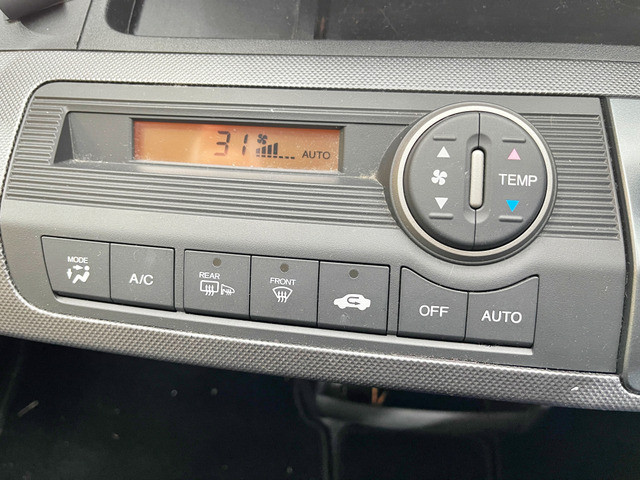 31 AUTO
TEMP
MODE
A/C
REAR
FRONT
OFF
AUTO